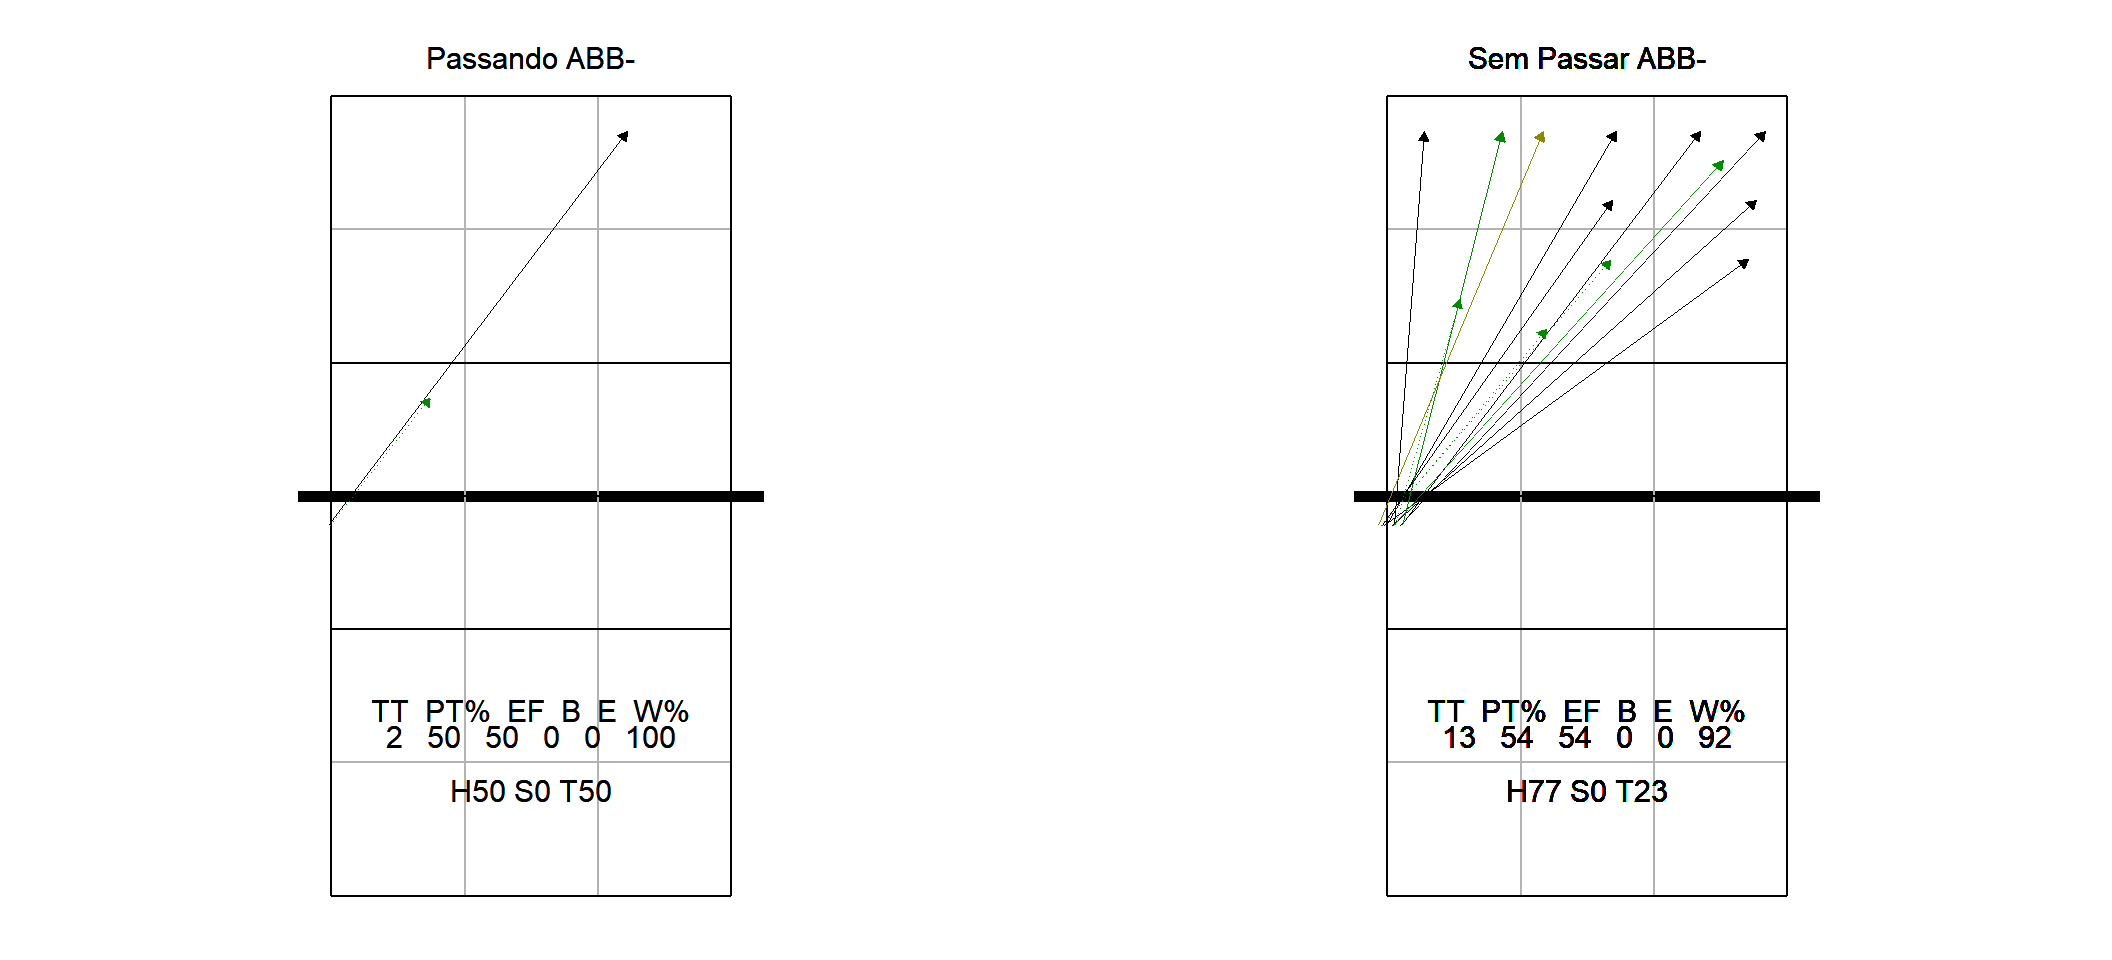 Passando ABB-
TT PT% EF B E W%
2 50 50 0 0 100
H50 S0 T50
Sem Passar ABB-
TT PT% EF B E W%
13 54 54 0 0 92
H77 S0 T23